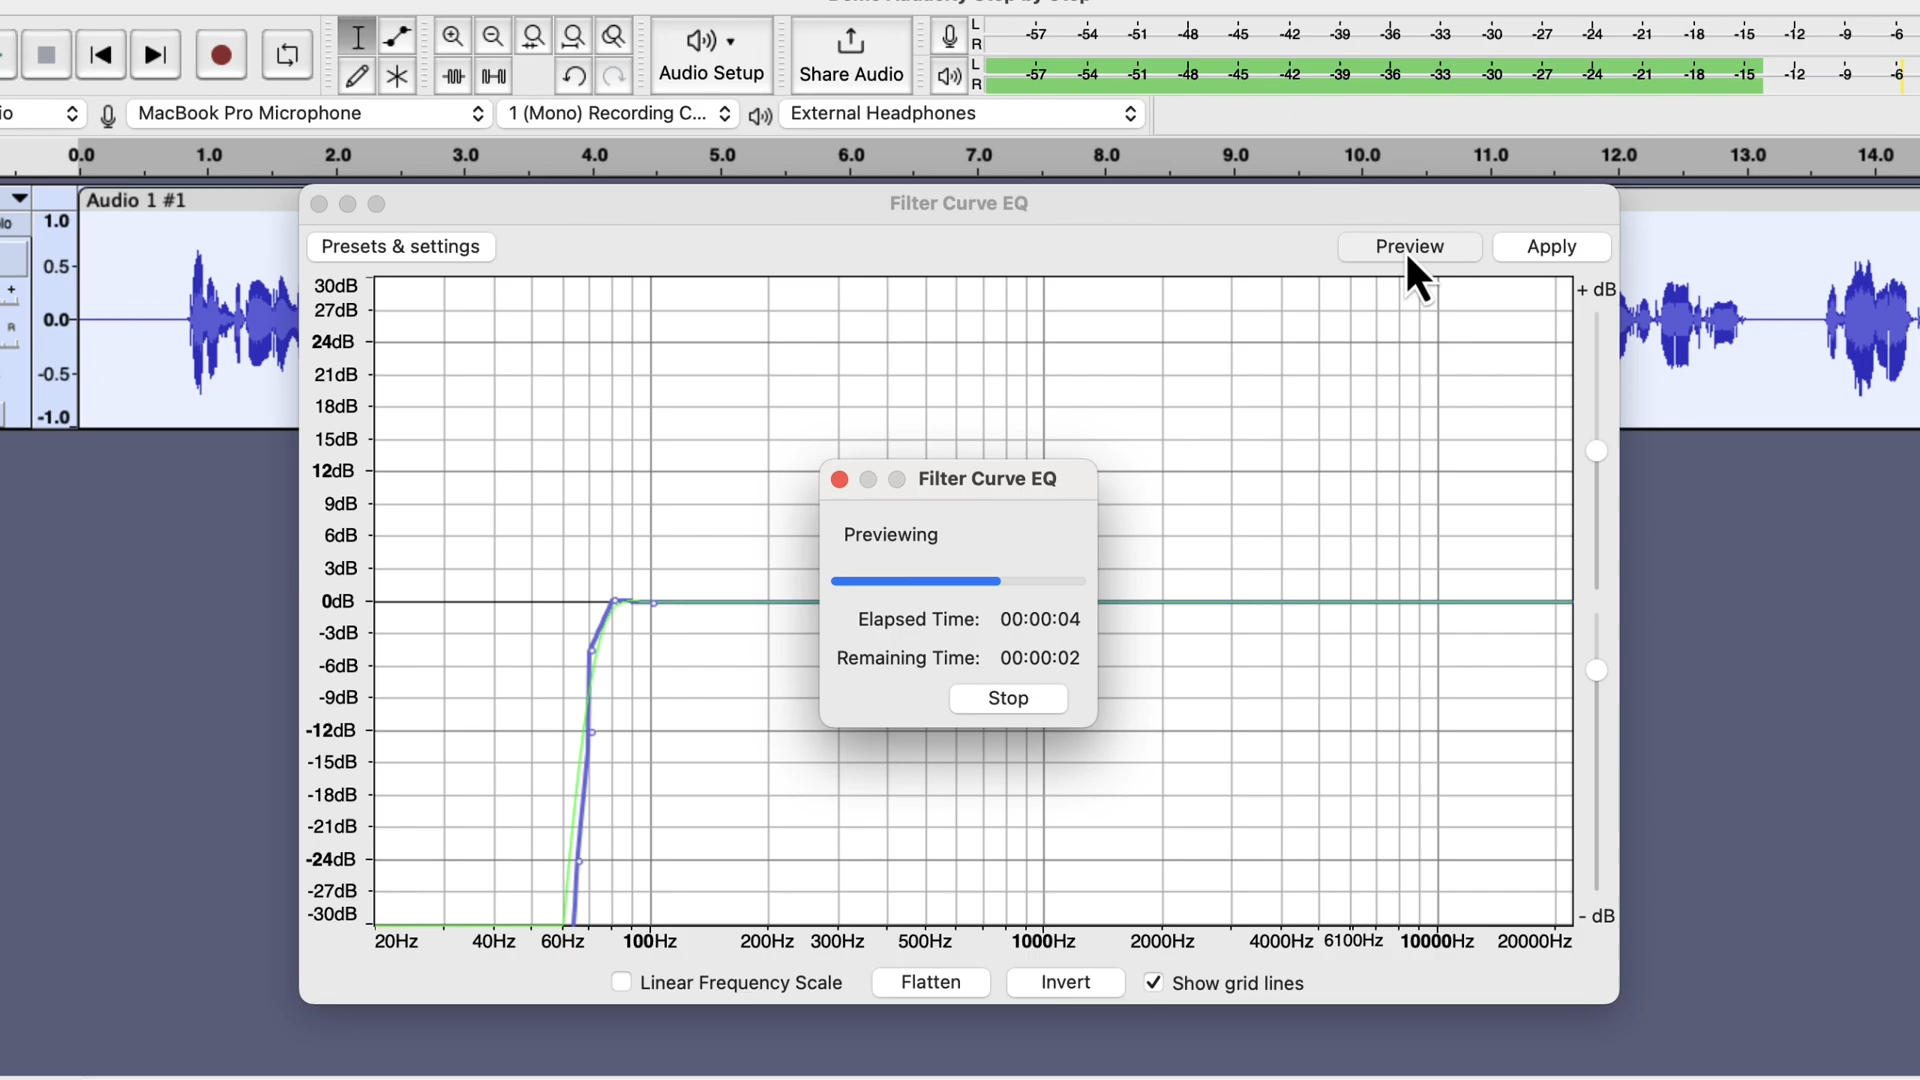 Audio Setup
Share Audio
L
R
-57 -54 -51 -48 -45 -42 -39 -36 -33 -30 -27 -24 -21 -18 -15 -12 -9 -6
L
R
-57 -54 -51 -48 -45 -42 -39 -36 -33 -30 -27 -24 -21 -18 -15 -12 -9 -6
io
MacBook Pro Microphone
1 (Mono) Recording C...
External Headphones
0.0 1.0 2.0 3.0 4.0 5.0 6.0 7.0 8.0 9.0 10.0 11.0 12.0 13.0 14.0
Audio 1 #1
1.0
0.5
0.0
-0.5
-1.0
R
Filter Curve EQ
Presets & settings
Preview
Apply
30dB
27dB
24dB
21dB
18dB
15dB
12dB
9dB
6dB
3dB
0dB
-3dB
-6dB
-9dB
-12dB
-15dB
-18dB
-21dB
-24dB
-27dB
-30dB
+ dB
- dB
Filter Curve EQ
Previewing
Elapsed Time: 00:00:04
Remaining Time: 00:00:02
Stop
20Hz 40Hz 60Hz 100Hz 200Hz 300Hz 500Hz 1000Hz 2000Hz 4000Hz 6100Hz 10000Hz 20000Hz
Linear Frequency Scale
Flatten
Invert
Show grid lines